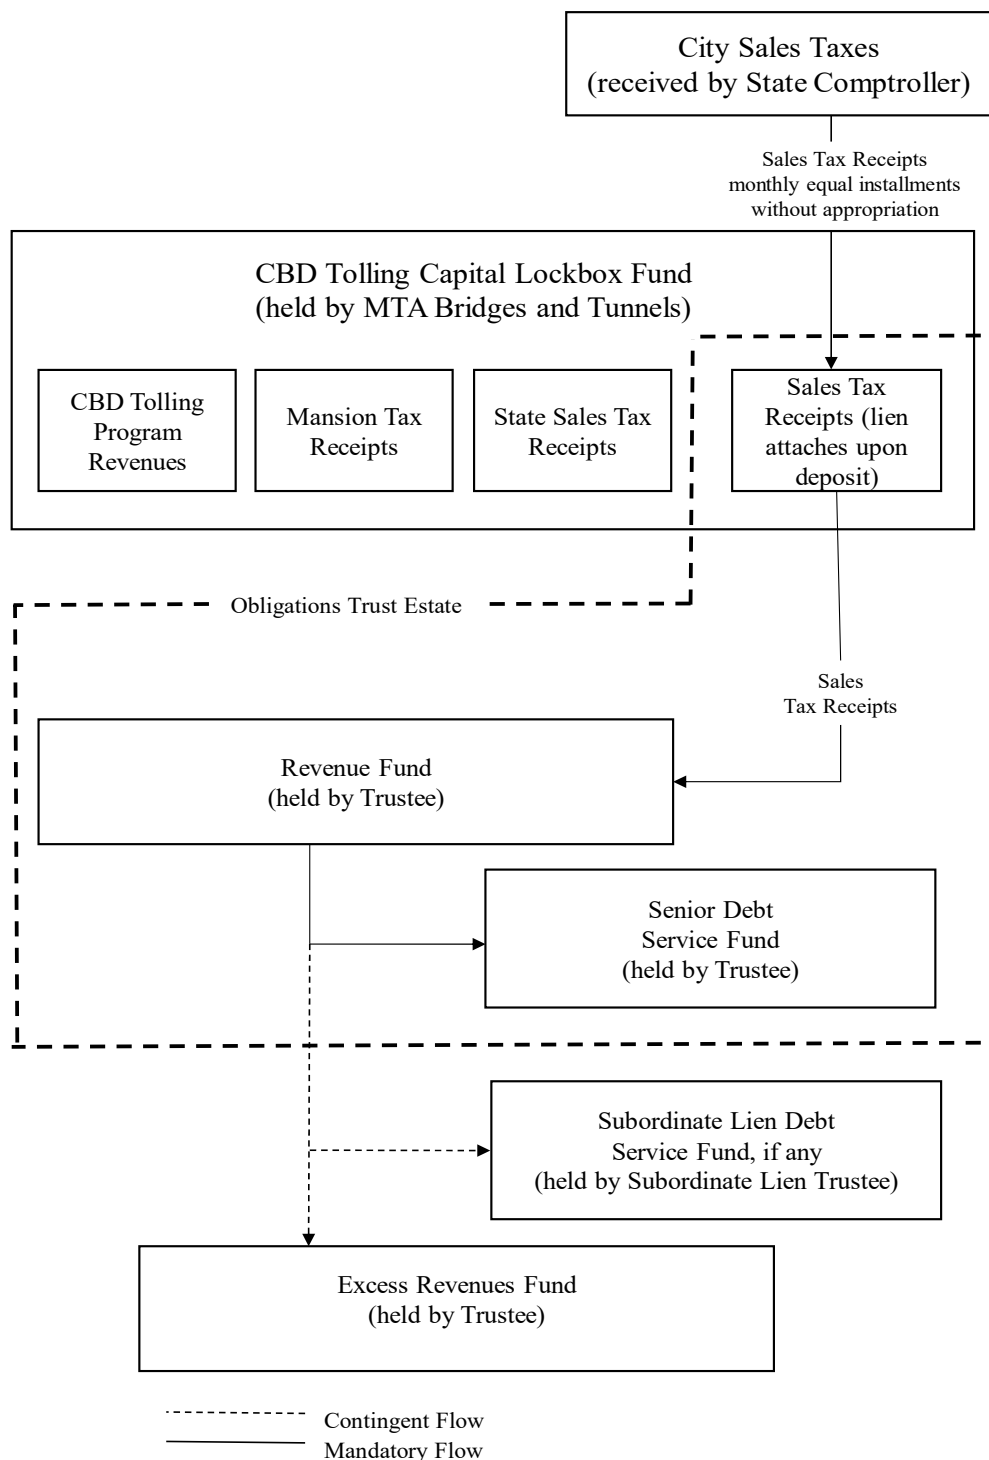 City Sales Taxes
(received by State Comptroller)
Sales Tax Receipts
monthly equal installments
without appropriation
CBD Tolling Capital Lockbox Fund
(held by MTA Bridges and Tunnels)
CBD Tolling
Program
Revenues
Mansion Tax
Receipts
State Sales Tax
Receipts
Sales Tax
Receipts (lien
attaches upon
deposit)
Obligations Trust Estate
Sales
Tax Receipts
Revenue Fund
(held by Trustee)
Senior Debt
Service Fund
(held by Trustee)
Subordinate Lien Debt
Service Fund, if any
(held by Subordinate Lien Trustee)
Excess Revenues Fund
(held by Trustee)
Contingent Flow
Mandatory Flow